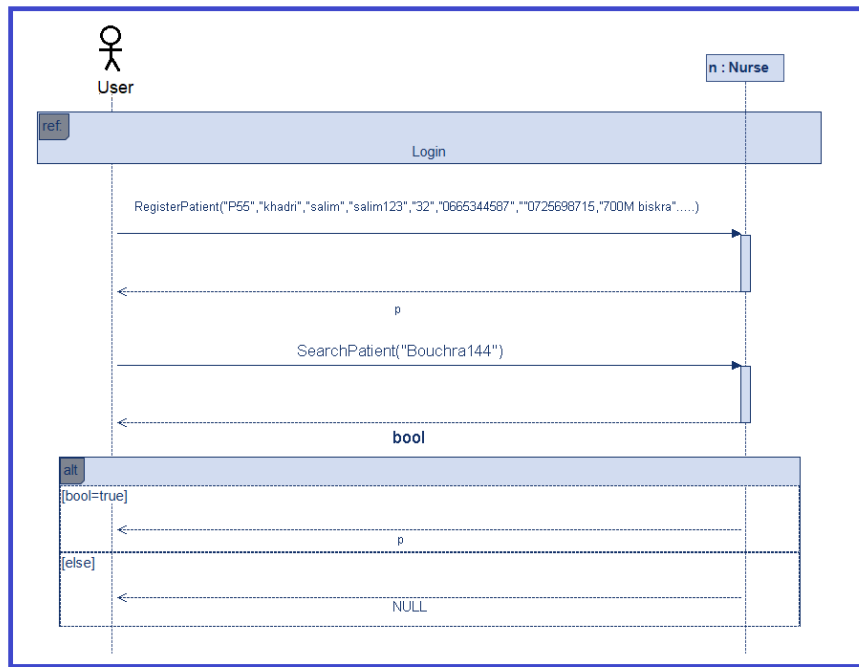 User
n : Nurse
ref:
Login
RegisterPatient("P55","khadri","salim","salim123","32","0665344587",""0725698715,"700M biskra".....)
p
SearchPatient("Bouchra144")
bool
alt
[bool=true]
p
[else]
NULL